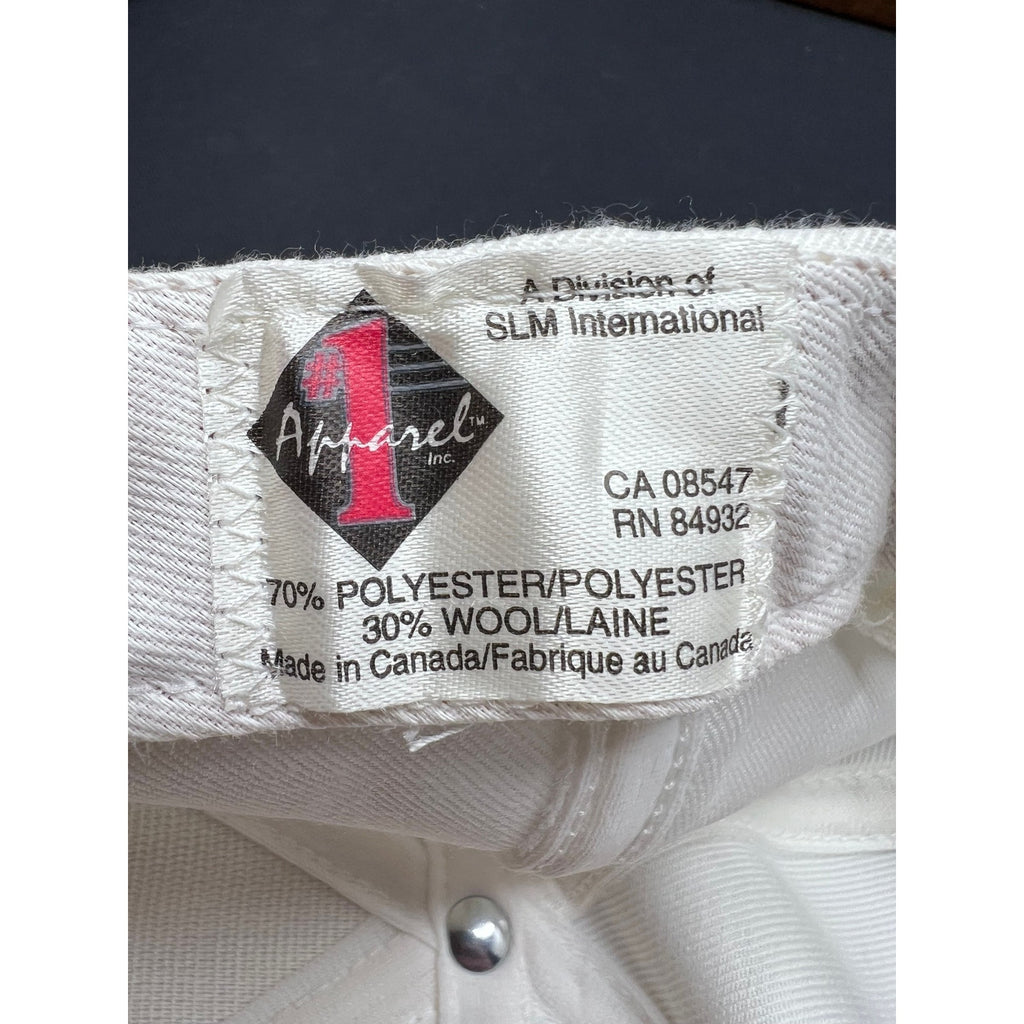 A Division of
SLM International
#1
Apparel™
Inc.
CA 08547
RN 84932
70% POLYESTER/POLYESTER
30% WOOL/LAINE
Made in Canada/Fabrique au Canada